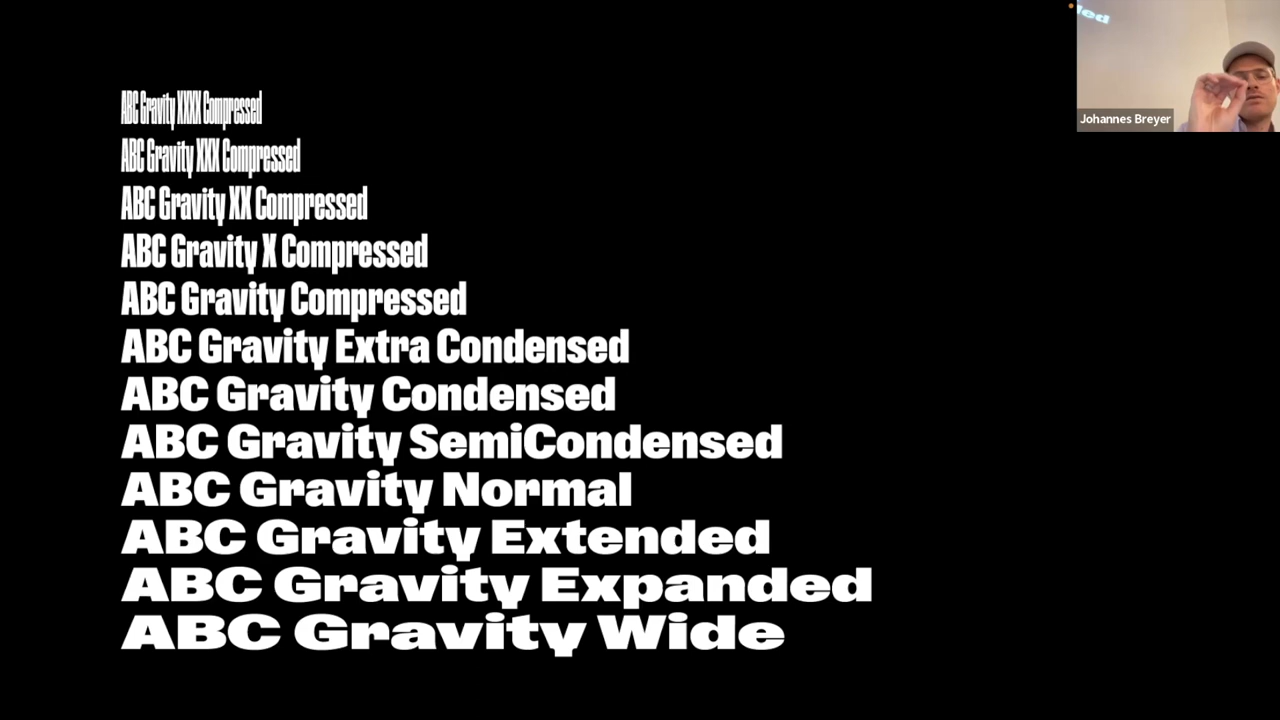 ABC Gravity XXXX Compressed
ABC Gravity XXX Compressed
ABC Gravity XX Compressed
ABC Gravity X Compressed
ABC Gravity Compressed
ABC Gravity Extra Condensed
ABC Gravity Condensed
ABC Gravity SemiCondensed
ABC Gravity Normal
ABC Gravity Extended
ABC Gravity Expanded
ABC Gravity Wide
Johannes Breyer